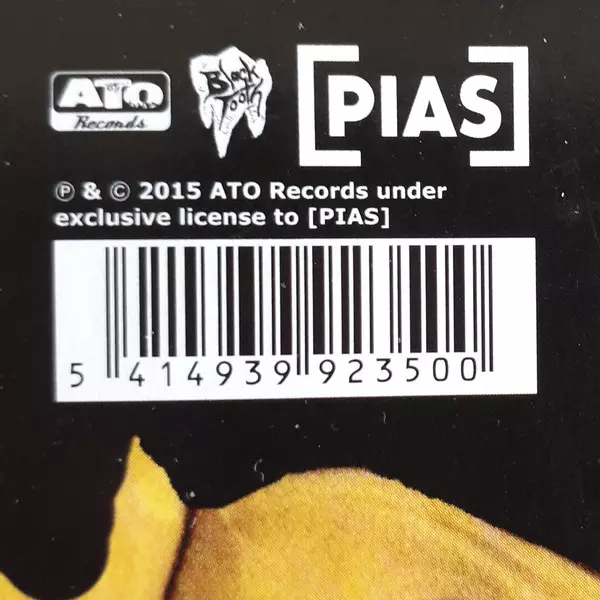 ATO
Records
Black
Tooth
[PIAS]
℗ & © 2015 ATO Records under
exclusive license to [PIAS]
5 414939 923500